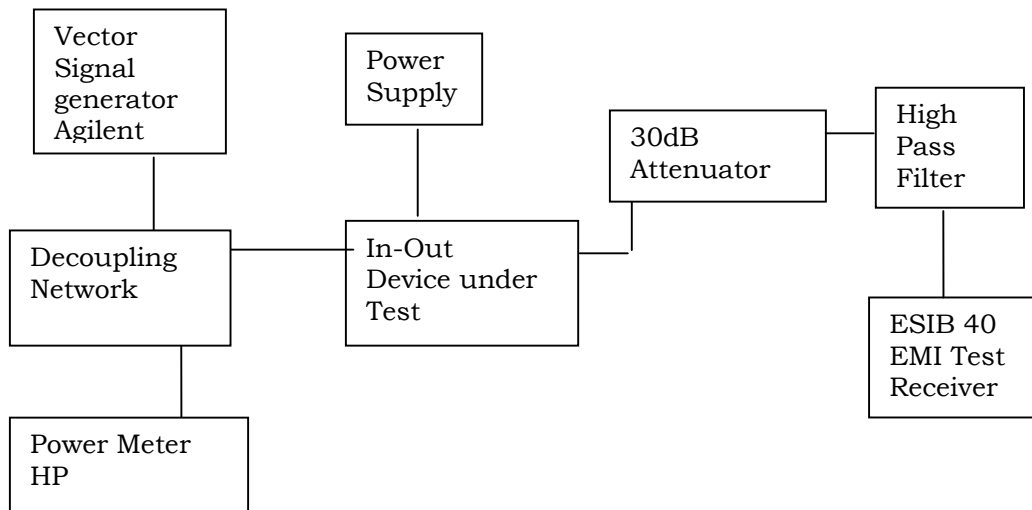 Vector
Signal
generator
Agilent
Power
Supply
30dB
Attenuator
High
Pass
Filter
Decoupling
Network
In-Out
Device under
Test
ESIB 40
EMI Test
Receiver
Power Meter
HP